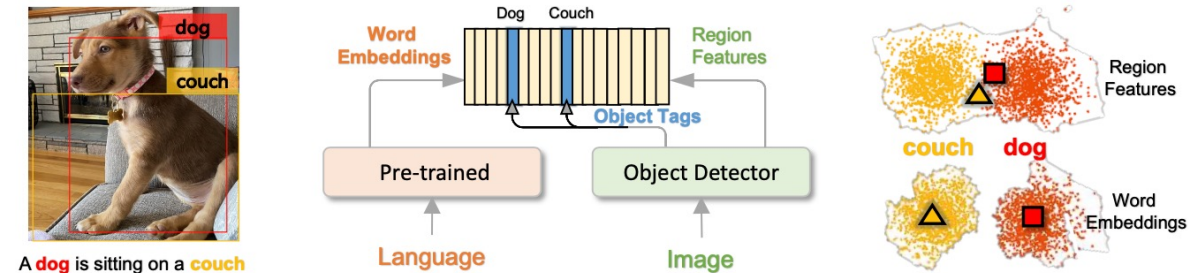 dog
couch
A dog is sitting on a couch
Dog
Couch
Word
Embeddings
Region
Features
Object Tags
Pre-trained
Object Detector
Language
Image
Region
Features
couch
dog
Word
Embeddings